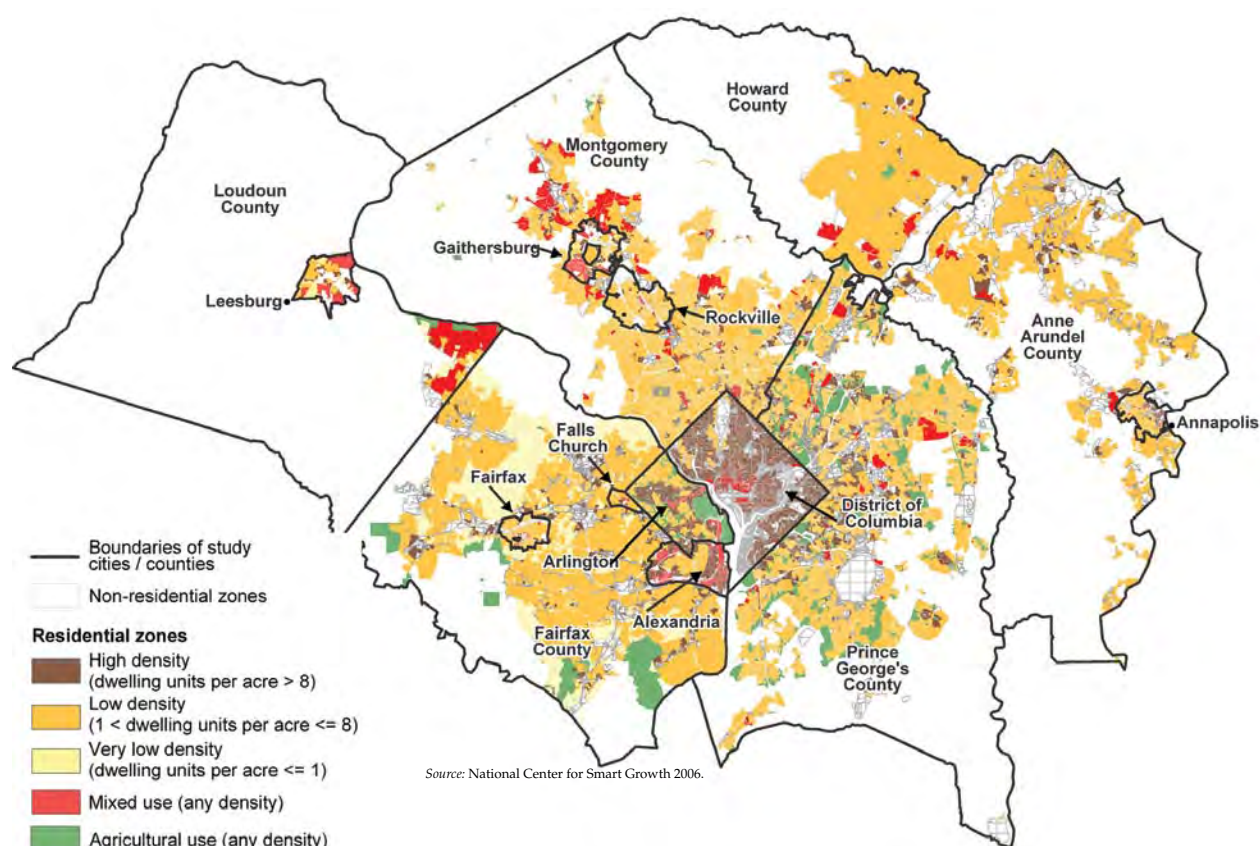 Howard
County
Montgomery
County
Loudoun
County
Gaithersburg
Leesburg
Rockville
Anne
Arundel
County
Annapolis
Falls
Church
Fairfax
District of
Columbia
Arlington
Alexandria
Fairfax
County
Prince
George's
County
Boundaries of study
cities / counties
Non-residential zones
Residential zones
High density
(dwelling units per acre > 8)
Low density
(1 < dwelling units per acre <= 8)
Very low density
(dwelling units per acre <= 1)
Mixed use (any density)
Agricultural use (any density)
Source: National Center for Smart Growth 2006.